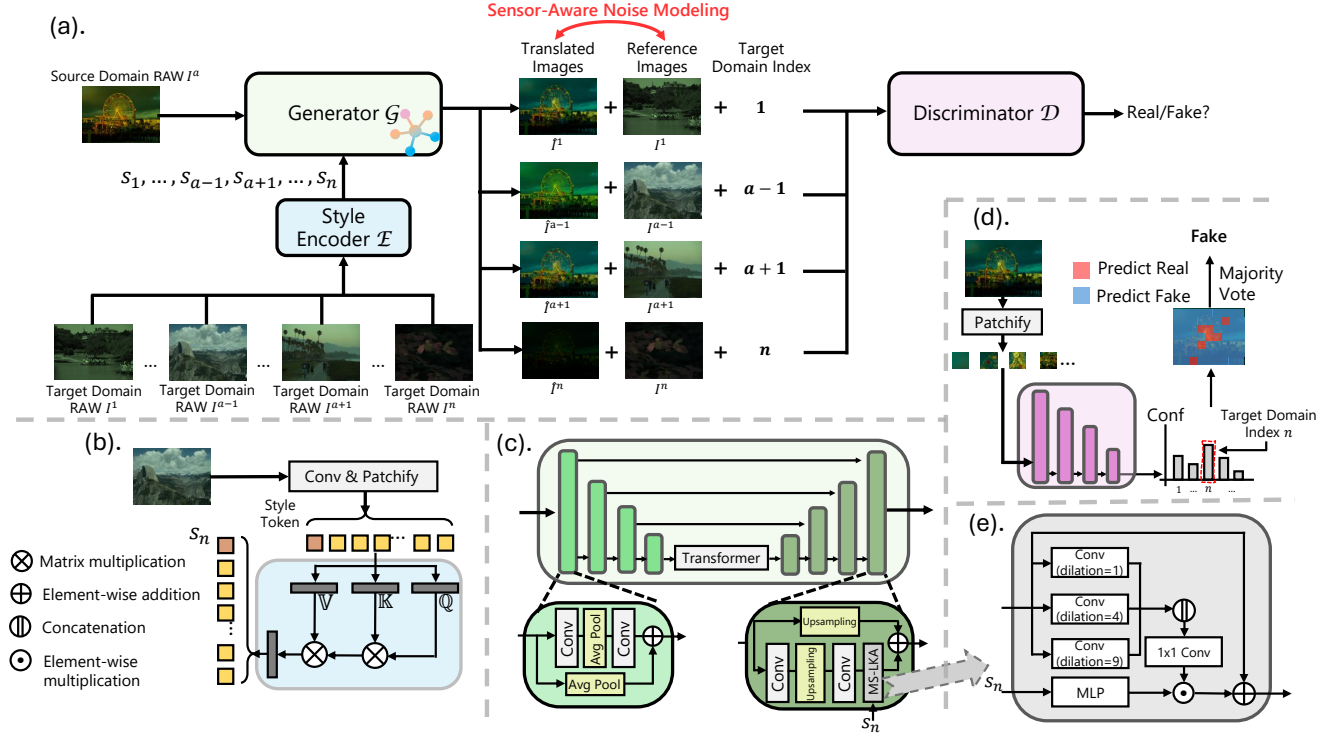 (a).
Sensor-Aware Noise Modeling
Source Domain RAW I^a
Generator 𝒢
Translated Images
Reference Images
Target Domain Index
Î^1
I^1
1
Î^{a-1}
I^{a-1}
a − 1
Î^{a+1}
I^{a+1}
a + 1
Î^n
I^n
n
+
+
+
+
+
+
+
+
Discriminator 𝒟
Real/Fake?
s_1, … , s_{a−1}, s_{a+1}, … , s_n
Style Encoder ℰ
...
...
...
Target Domain RAW I^1
Target Domain RAW I^{a-1}
Target Domain RAW I^{a+1}
Target Domain RAW I^n
(b).
Conv & Patchify
Style Token
...
s_n
𝕍
𝕂
ℚ
Matrix multiplication
Element-wise addition
Concatenation
Element-wise multiplication
(c).
Transformer
Conv
Avg Pool
Conv
Avg Pool
Upsampling
Conv
Upsampling
Conv
MS-LKA
s_n
(d).
Patchify
...
Predict Real
Predict Fake
Fake
Majority Vote
Target Domain Index n
Conf
1 ... n ...
(e).
Conv (dilation=1)
Conv (dilation=4)
Conv (dilation=9)
1x1 Conv
MLP
s_n